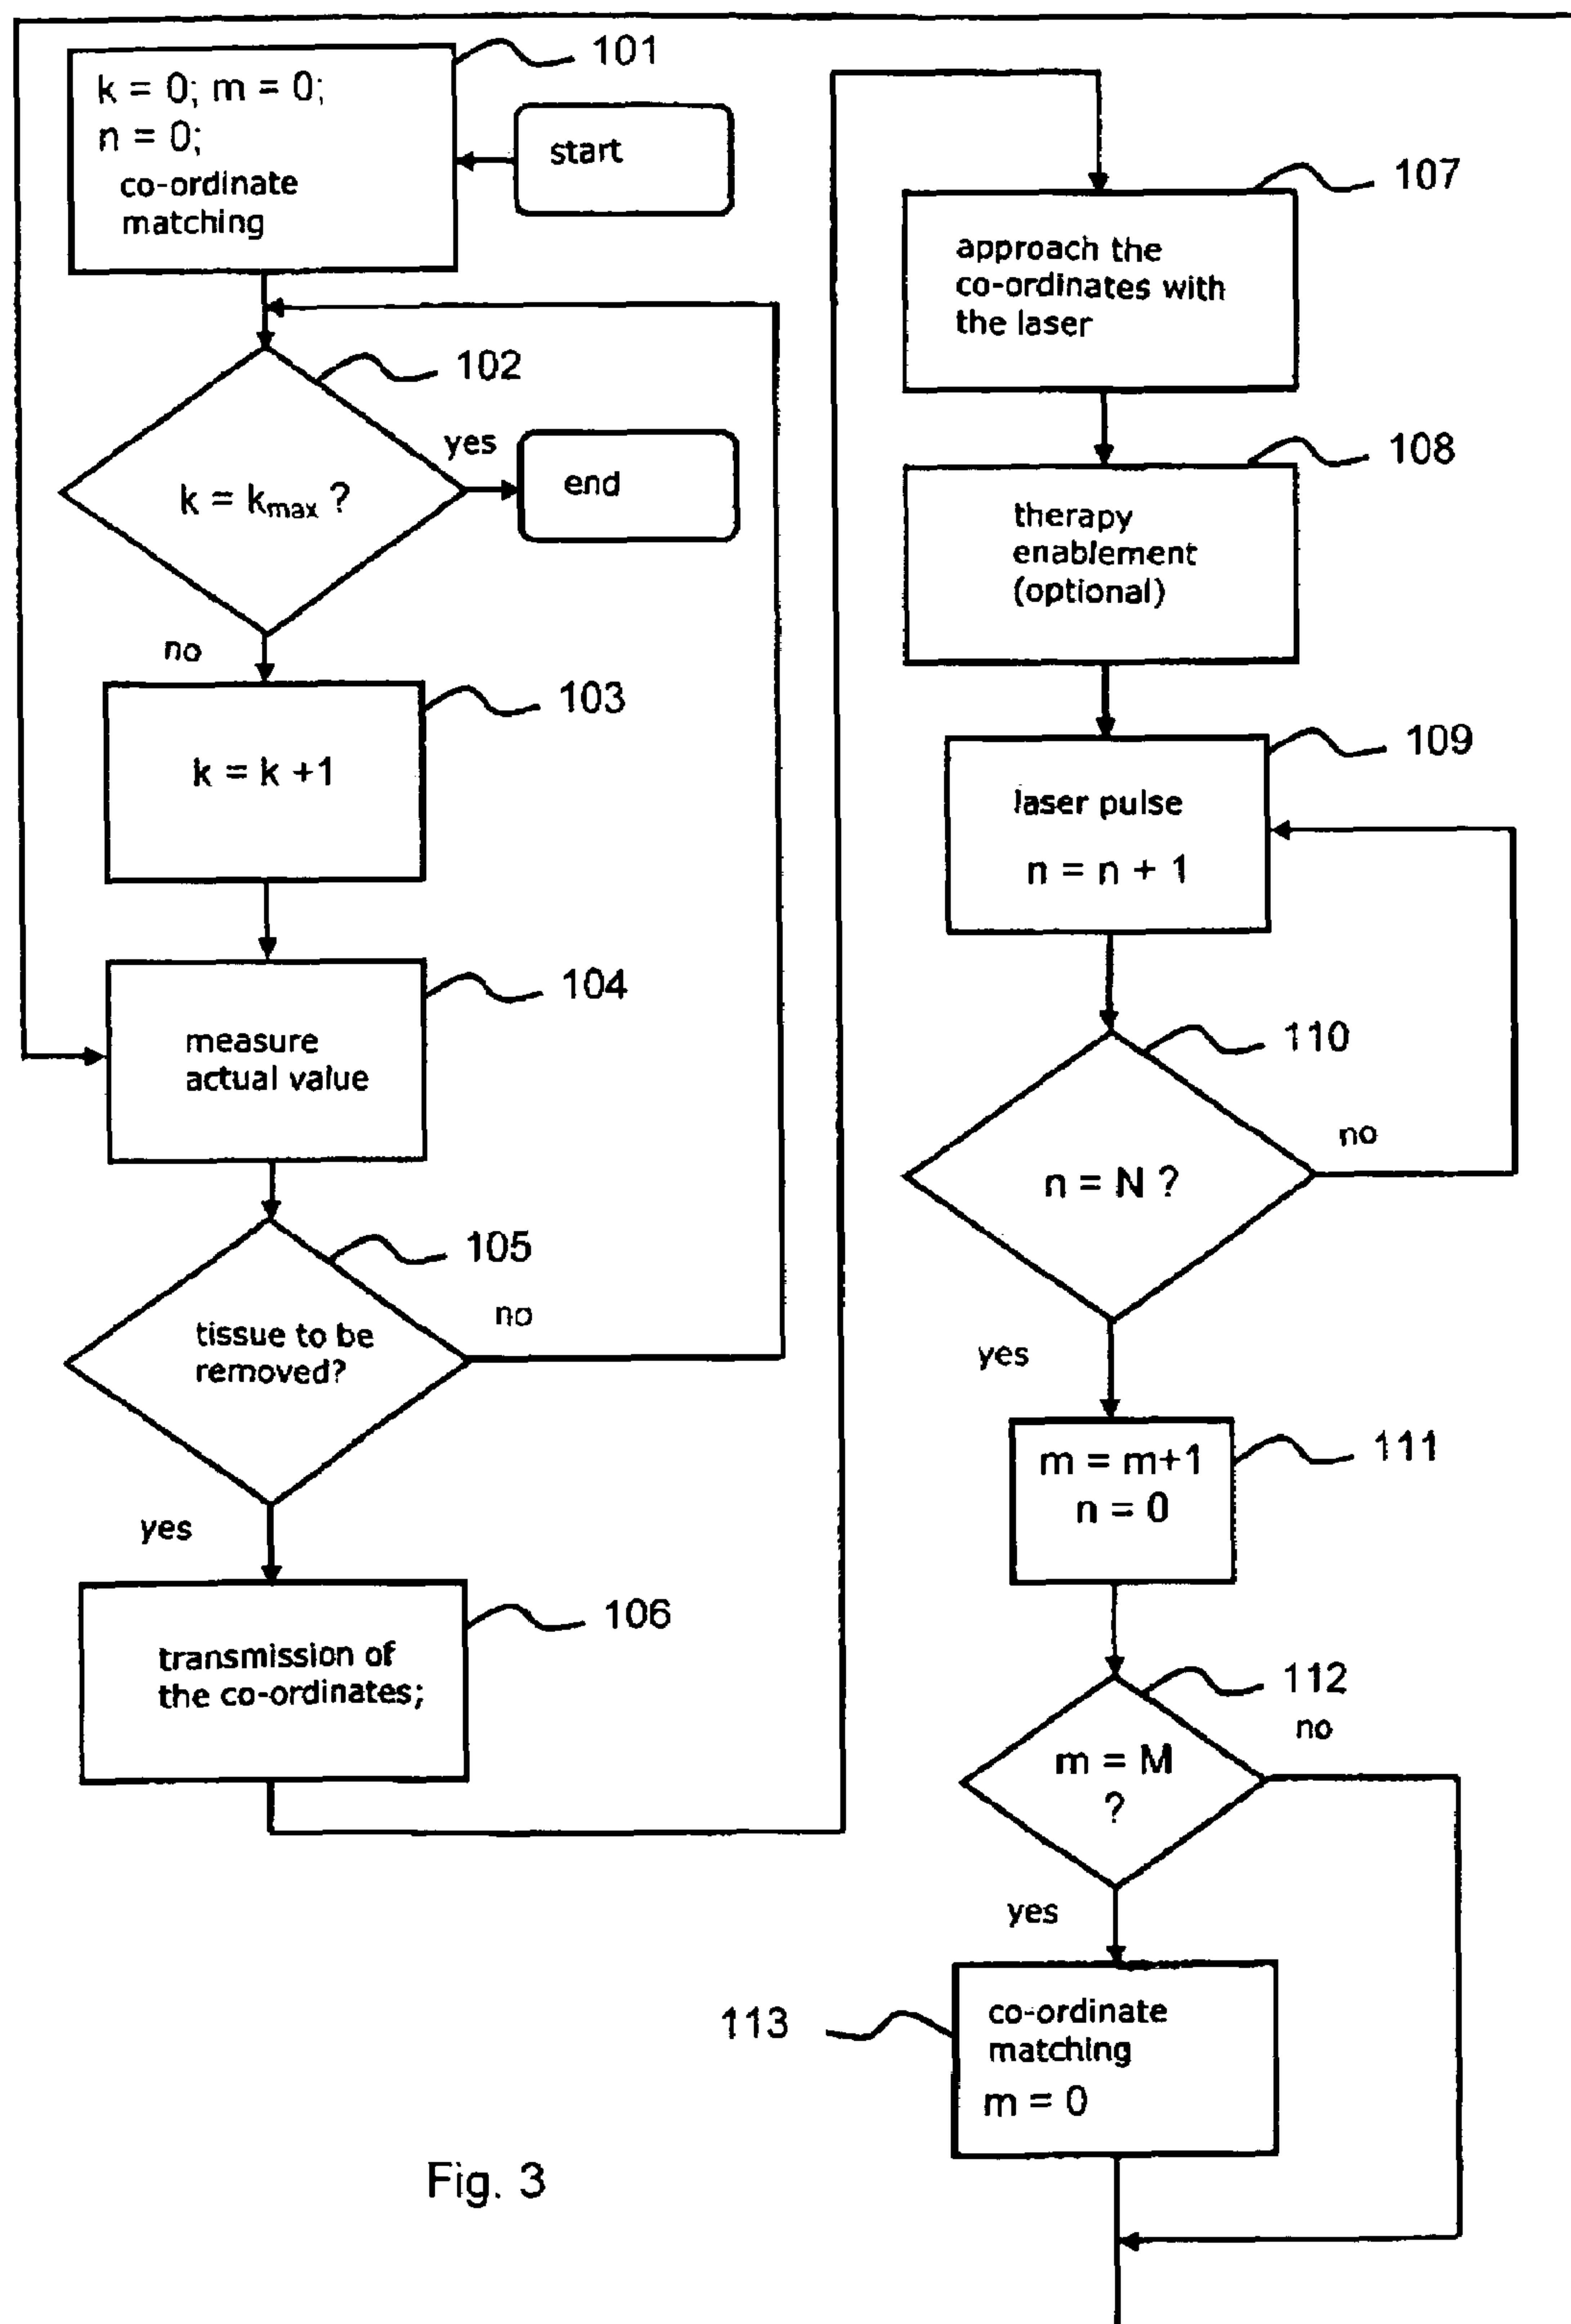 101
k = 0; m = 0;
n = 0;
co-ordinate
matching
start
102
k = kmax ?
yes
end
no
103
k = k +1
104
measure
actual value
105
tissue to be
removed?
no
yes
106
transmission of
the co-ordinates;
107
approach the
co-ordinates with
the laser
108
therapy
enablement
(optional)
109
laser pulse
n = n + 1
110
n = N ?
no
yes
111
m = m+1
n = 0
112
m = M
?
no
yes
113
co-ordinate
matching
m = 0
Fig. 3